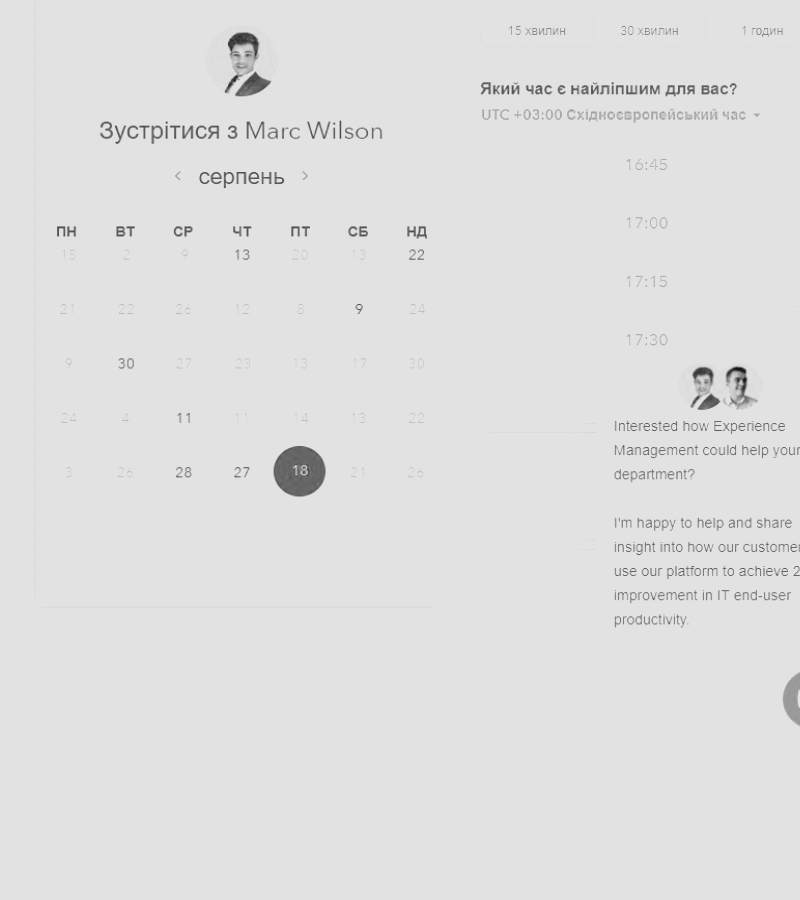 Зустрітися з Marc Wilson
серпень
ПН ВТ СР ЧТ ПТ СБ НД
15 2 9 13 20 13 22
21 22 26 12 8 9 24
9 30 27 23 13 17 30
24 4 11 11 14 13 22
3 26 28 27 18 21 26
15 хвилин 30 хвилин 1 годин
Який час є найліпшим для вас?
UTC +03:00 Східноєвропейський час
16:45
17:00
17:15
17:30
Interested how Experience
Management could help your
department?
I'm happy to help and share
insight into how our customer
use our platform to achieve 2
improvement in IT end-user
productivity.